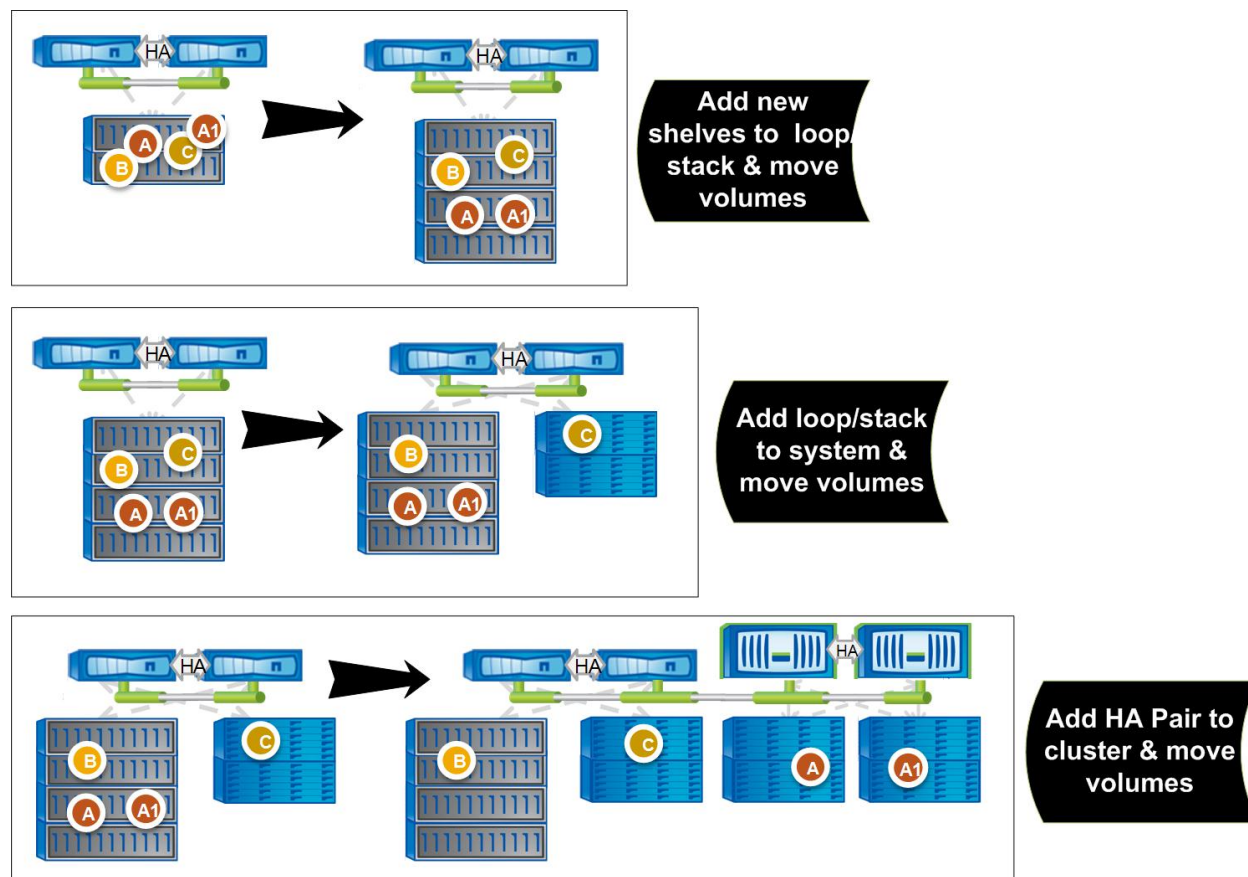 HA
HA
B
A
C
A1
B
C
A
A1
Add new
shelves to loop/
stack & move
volumes
HA
HA
B
C
A
A1
B
A
A1
C
Add loop/stack
to system &
move volumes
HA
HA
HA
B
C
A
A1
B
C
A
A1
Add HA Pair to
cluster & move
volumes